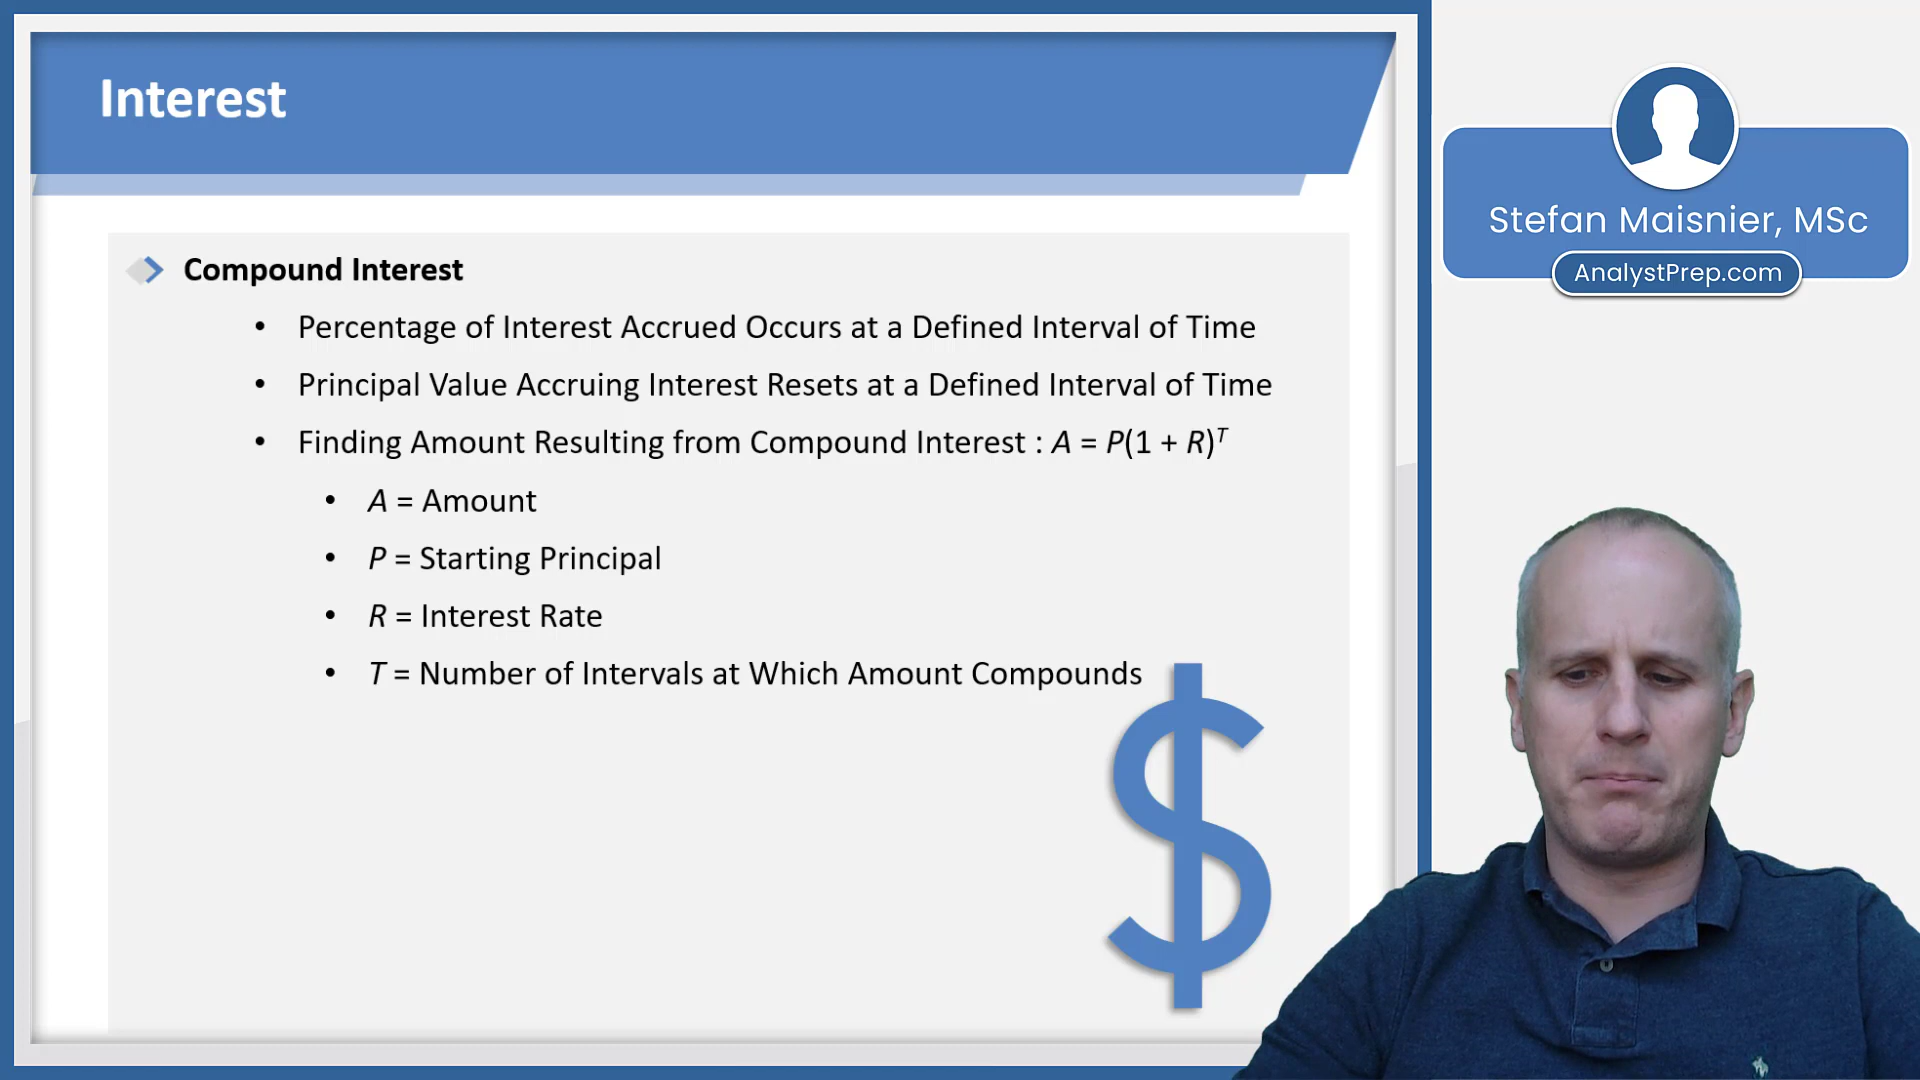 Interest
Compound Interest
• Percentage of Interest Accrued Occurs at a Defined Interval of Time
• Principal Value Accruing Interest Resets at a Defined Interval of Time
• Finding Amount Resulting from Compound Interest : A = P(1 + R)ᵀ
• A = Amount
• P = Starting Principal
• R = Interest Rate
• T = Number of Intervals at Which Amount Compounds
$
Stefan Maisnier, MSc
AnalystPrep.com